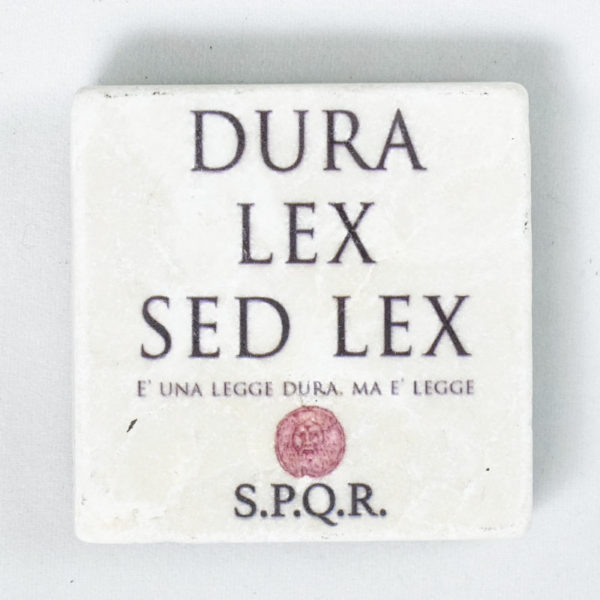 DURA
LEX
SED LEX
E' UNA LEGGE DURA, MA E' LEGGE
S.P.Q.R.